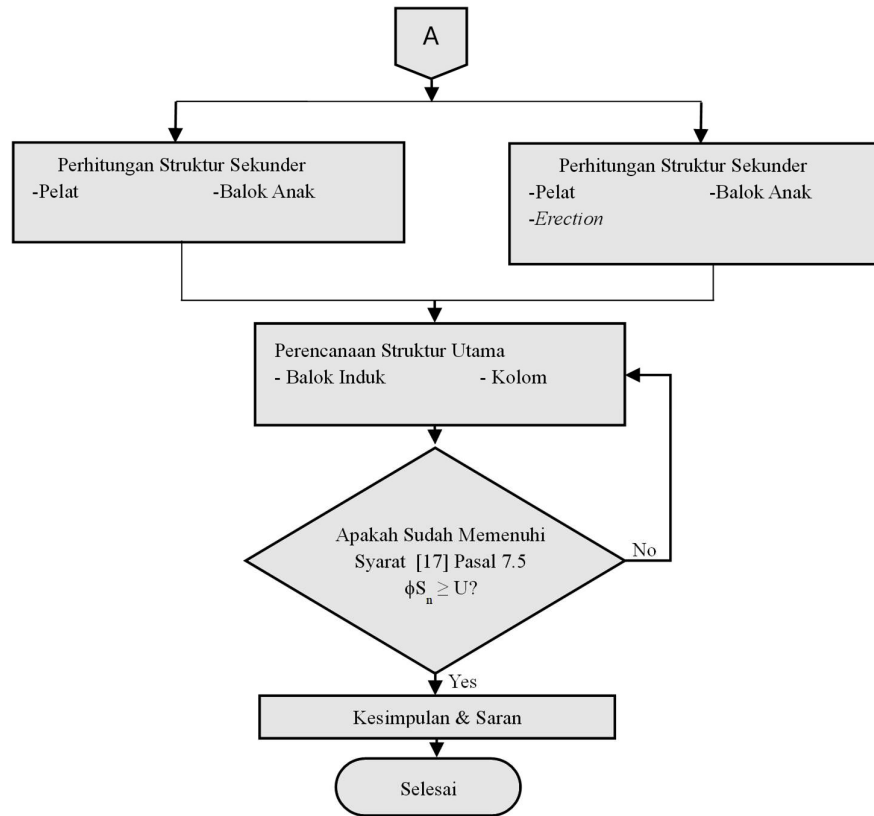 A
Perhitungan Struktur Sekunder
-Pelat -Balok Anak
Perhitungan Struktur Sekunder
-Pelat -Balok Anak
-Erection
Perencanaan Struktur Utama
- Balok Induk - Kolom
Apakah Sudah Memenuhi
Syarat [17] Pasal 7.5
ϕSn ≥ U?
No
Yes
Kesimpulan & Saran
Selesai